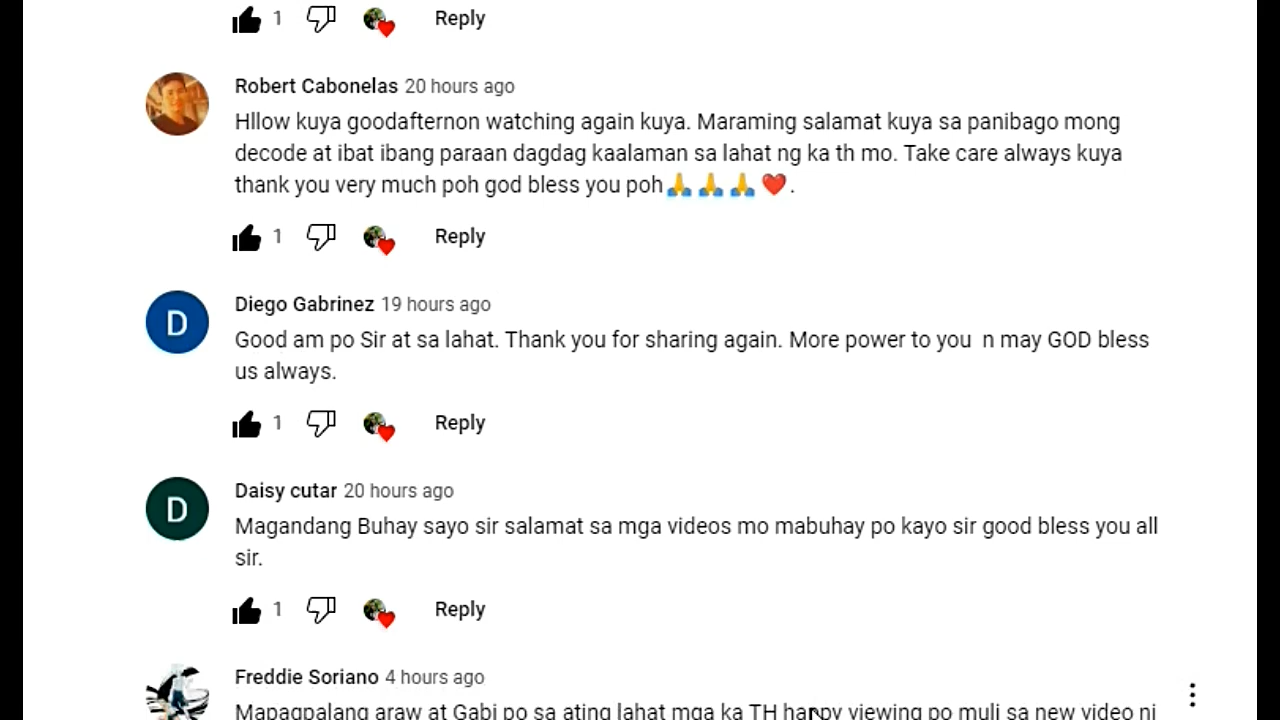 1 Reply
Robert Cabonelas 20 hours ago
Hllow kuya goodafternon watching again kuya. Maraming salamat kuya sa panibago mong
decode at ibat ibang paraan dagdag kaalaman sa lahat ng ka th mo. Take care always kuya
thank you very much poh god bless you poh🙏🙏🙏❤️.
1 Reply
D
Diego Gabrinez 19 hours ago
Good am po Sir at sa lahat. Thank you for sharing again. More power to you n may GOD bless
us always.
1 Reply
D
Daisy cutar 20 hours ago
Magandang Buhay sayo sir salamat sa mga videos mo mabuhay po kayo sir good bless you all
sir.
1 Reply
Freddie Soriano 4 hours ago
Mapagpalang araw at Gabi po sa ating lahat mga ka TH happy viewing po muli sa new video ni